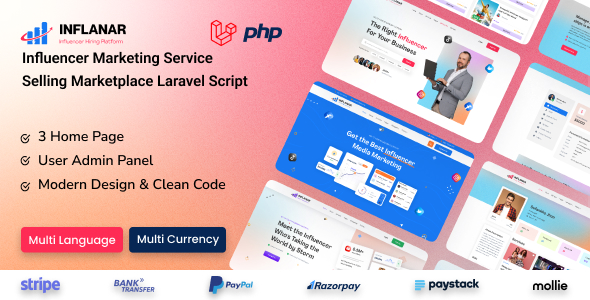 INFLANAR
Influencer Hiring Platform
php
Influencer Marketing Service
Selling Marketplace Laravel Script
3 Home Page
User Admin Panel
Modern Design & Clean Code
Multi Language
Multi Currency
The Right Influencer
For Your Business
INFLANAR
Get the Best Influencer
Media Marketing
Meet the Influencer
Who's Taking the
World by Storm
stripe
BANK
TRANSFER
PayPal
Razorpay
paystack
mollie